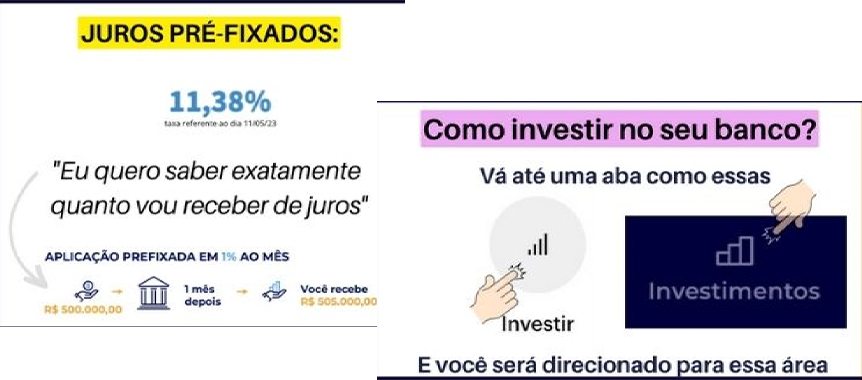 JUROS PRÉ-FIXADOS:
11,38%
taxa referente ao dia 11/05/23
"Eu quero saber exatamente
quanto vou receber de juros"
APLICAÇÃO PREFIXADA EM 1% AO MÊS
R$ 500.000,00
1 mês
depois
Você recebe
R$ 505.000,00
Como investir no seu banco?
Vá até uma aba como essas
Investir
Investimentos
E você será direcionado para essa área